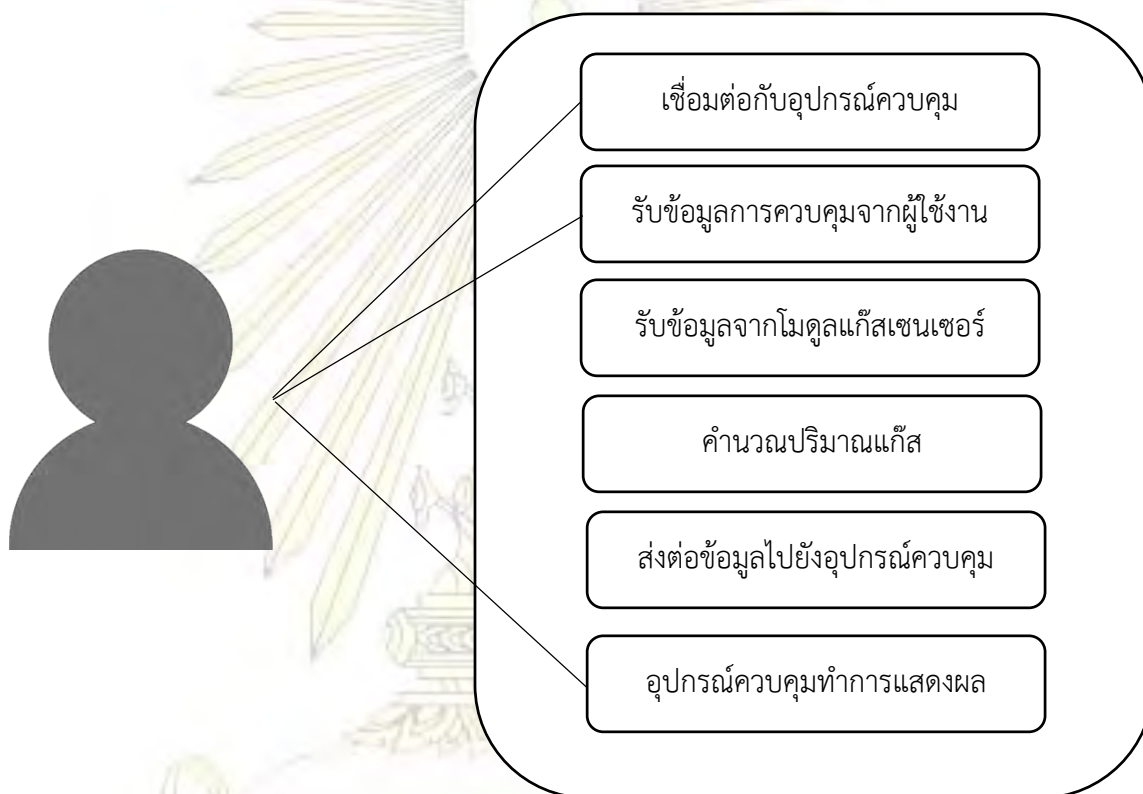 เชื่อมต่อกับอุปกรณ์ควบคุม
รับข้อมูลการควบคุมจากผู้ใช้งาน
รับข้อมูลจากโมดูลแก๊สเซนเซอร์
คำนวณปริมาณแก๊ส
ส่งต่อข้อมูลไปยังอุปกรณ์ควบคุม
อุปกรณ์ควบคุมทำการแสดงผล